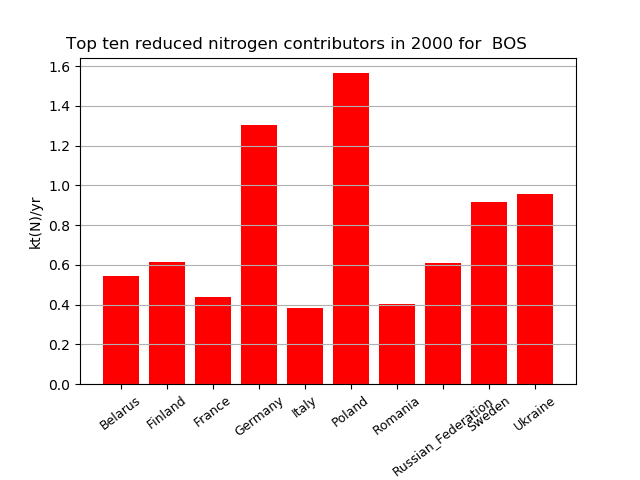 Top ten reduced nitrogen contributors in 2000 for  BOS
kt(N)/yr
1.6
1.4
1.2
1.0
0.8
0.6
0.4
0.2
0.0
Belarus
Finland
France
Germany
Italy
Poland
Romania
Russian_Federation
Sweden
Ukraine